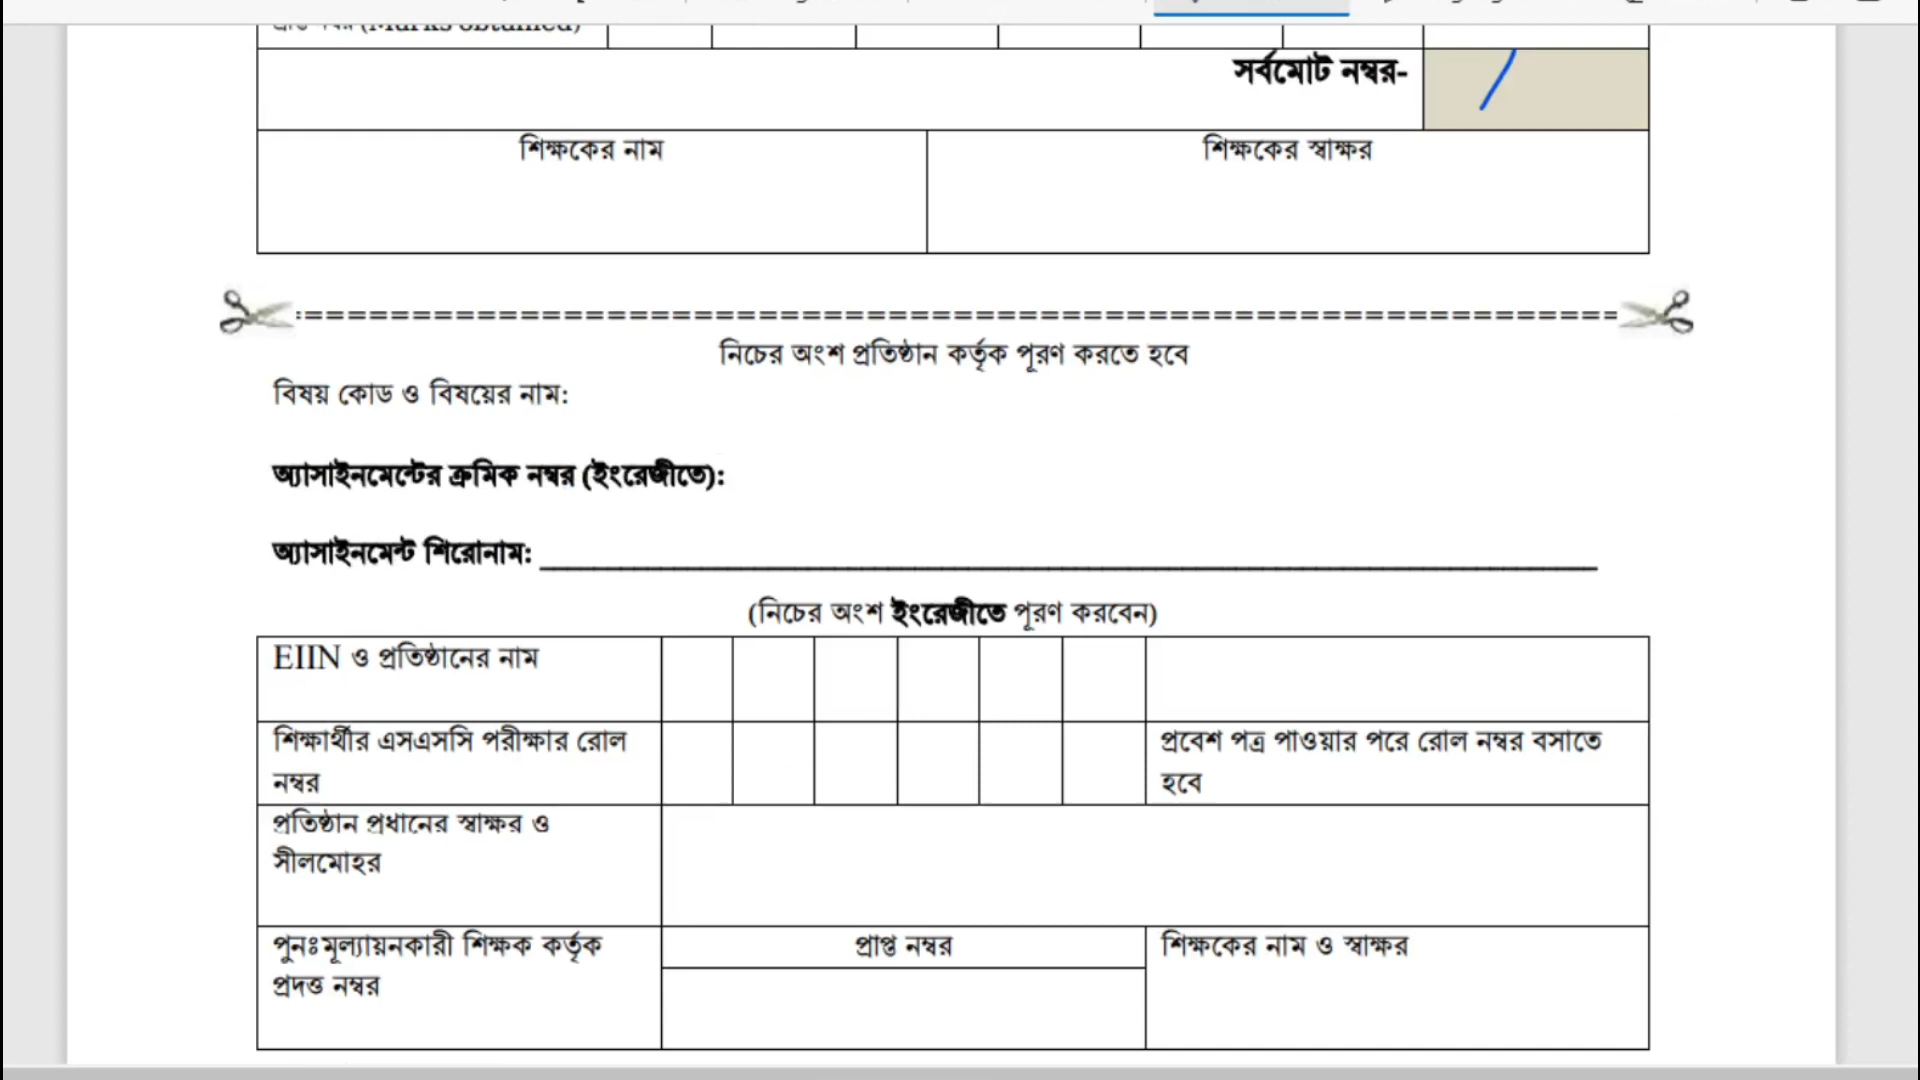 (Marks obtained)
সর্বমোট নম্বর-
শিক্ষকের নাম
শিক্ষকের স্বাক্ষর
নিচের অংশ প্রতিষ্ঠান কর্তৃক পূরণ করতে হবে
বিষয় কোড ও বিষয়ের নাম:
অ্যাসাইনমেন্টের ক্রমিক নম্বর (ইংরেজীতে):
অ্যাসাইনমেন্ট শিরোনাম:
(নিচের অংশ ইংরেজীতে পূরণ করবেন)
EIIN ও প্রতিষ্ঠানের নাম
শিক্ষার্থীর এসএসসি পরীক্ষার রোল
নম্বর
প্রবেশ পত্র পাওয়ার পরে রোল নম্বর বসাতে
হবে
প্রতিষ্ঠান প্রধানের স্বাক্ষর ও
সীলমোহর
পুনঃমূল্যায়নকারী শিক্ষক কর্তৃক
প্রদত্ত নম্বর
প্রাপ্ত নম্বর
শিক্ষকের নাম ও স্বাক্ষর